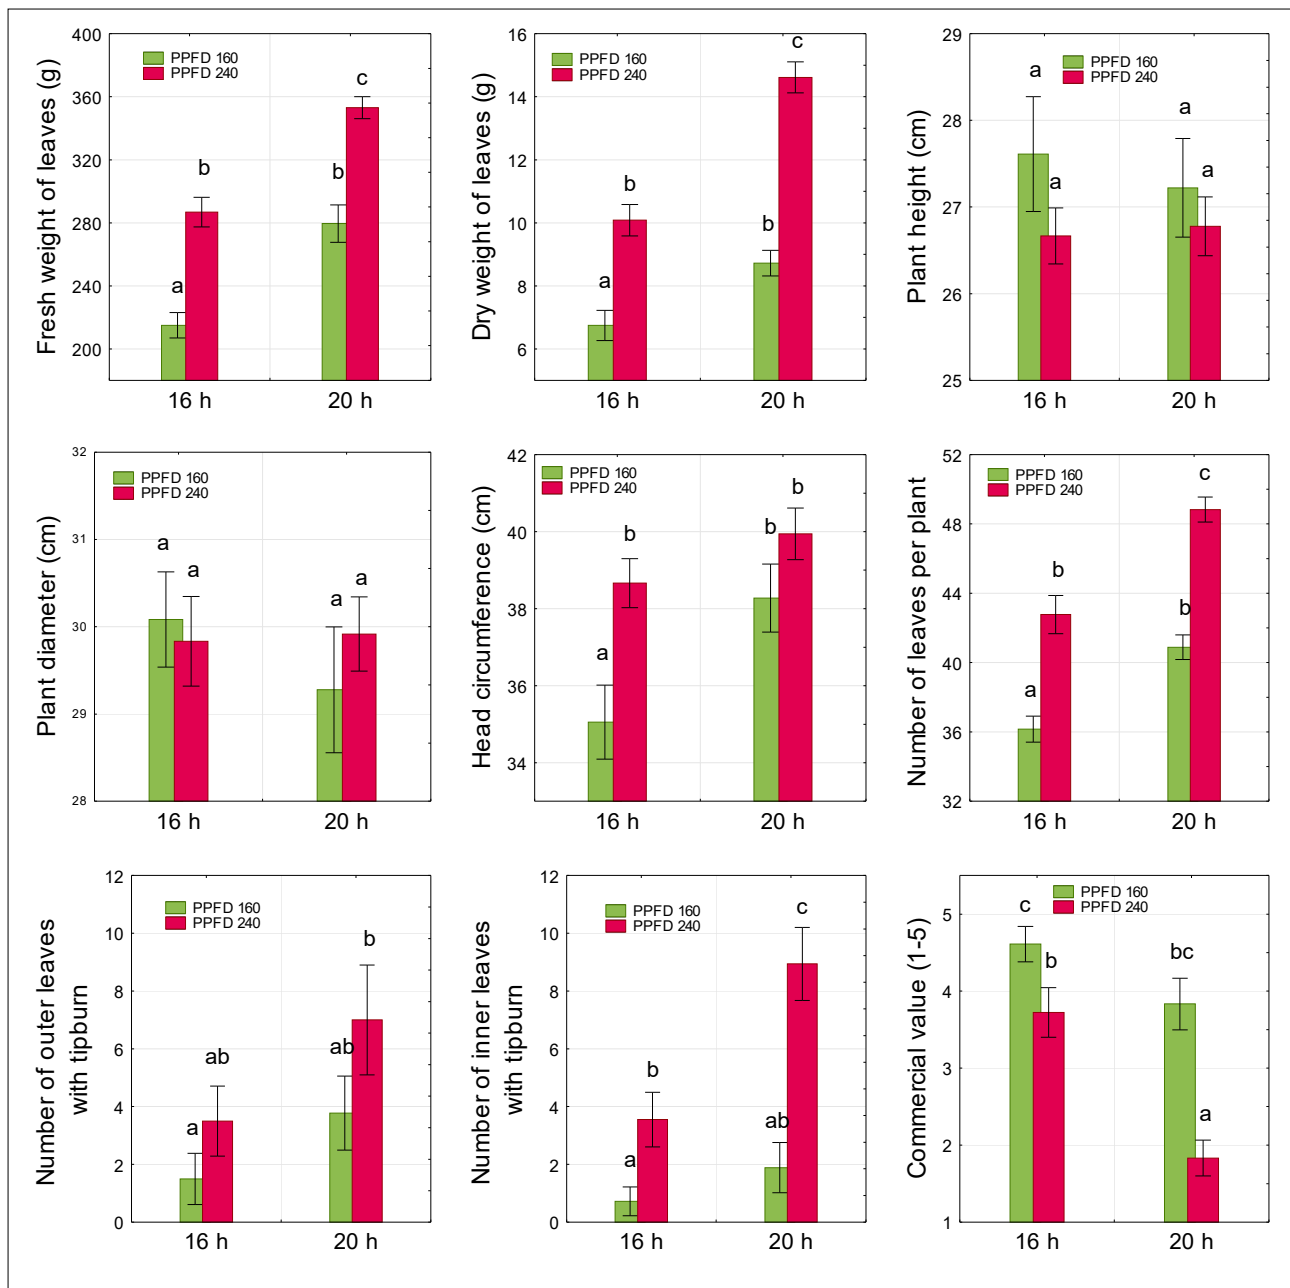 Fresh weight of leaves (g)
400
360
320
280
240
200
PPFD 160
PPFD 240
a
b
b
c
16 h
20 h
Dry weight of leaves (g)
16
14
12
10
8
6
PPFD 160
PPFD 240
a
b
b
c
16 h
20 h
Plant height (cm)
29
28
27
26
25
PPFD 160
PPFD 240
a
a
a
a
16 h
20 h
Plant diameter (cm)
32
31
30
29
28
PPFD 160
PPFD 240
a
a
a
a
16 h
20 h
Head circumference (cm)
42
40
38
36
34
PPFD 160
PPFD 240
a
b
b
b
16 h
20 h
Number of leaves per plant
52
48
44
40
36
32
PPFD 160
PPFD 240
a
b
b
c
16 h
20 h
Number of outer leaves
with tipburn
12
10
8
6
4
2
0
PPFD 160
PPFD 240
a
ab
ab
b
16 h
20 h
Number of inner leaves
with tipburn
12
10
8
6
4
2
0
PPFD 160
PPFD 240
a
b
ab
c
16 h
20 h
Commercial value (1-5)
5
4
3
2
1
PPFD 160
PPFD 240
c
b
bc
a
16 h
20 h